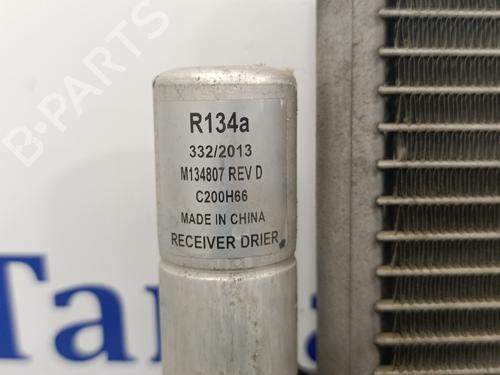 B-PARTS
R134a
332/2013
M134807 REV D
C200H66
MADE IN CHINA
RECEIVER DRIER